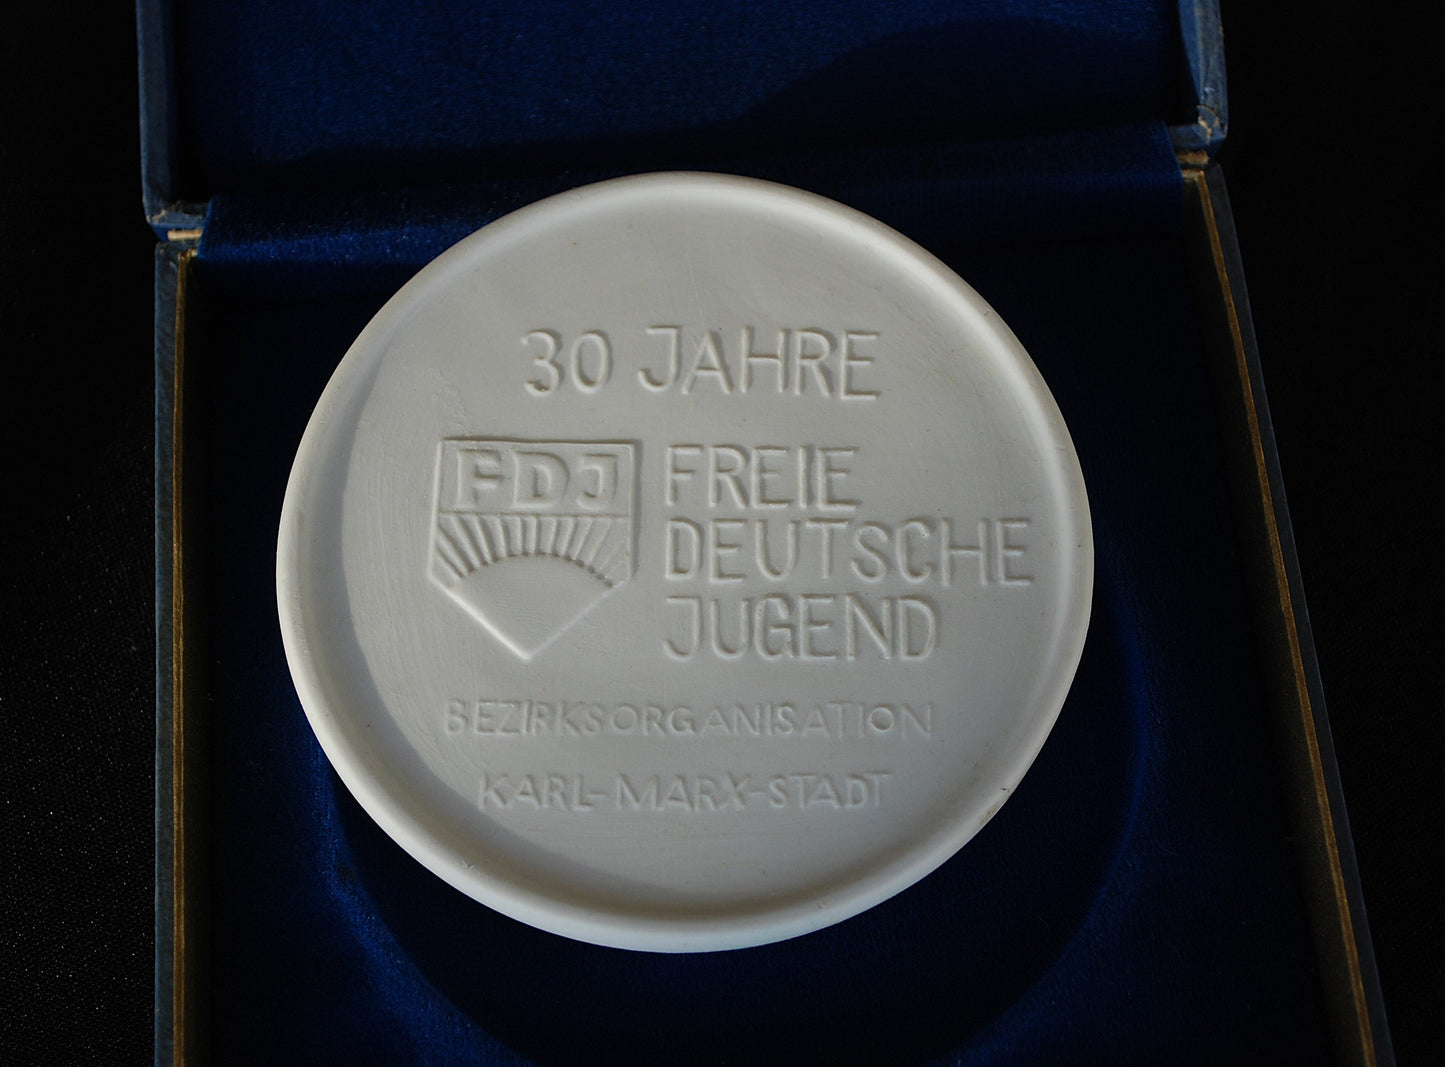 30 JAHRE
FDJ
FREIE
DEUTSCHE
JUGEND
BEZIRKSORGANISATION
KARL-MARX-STADT